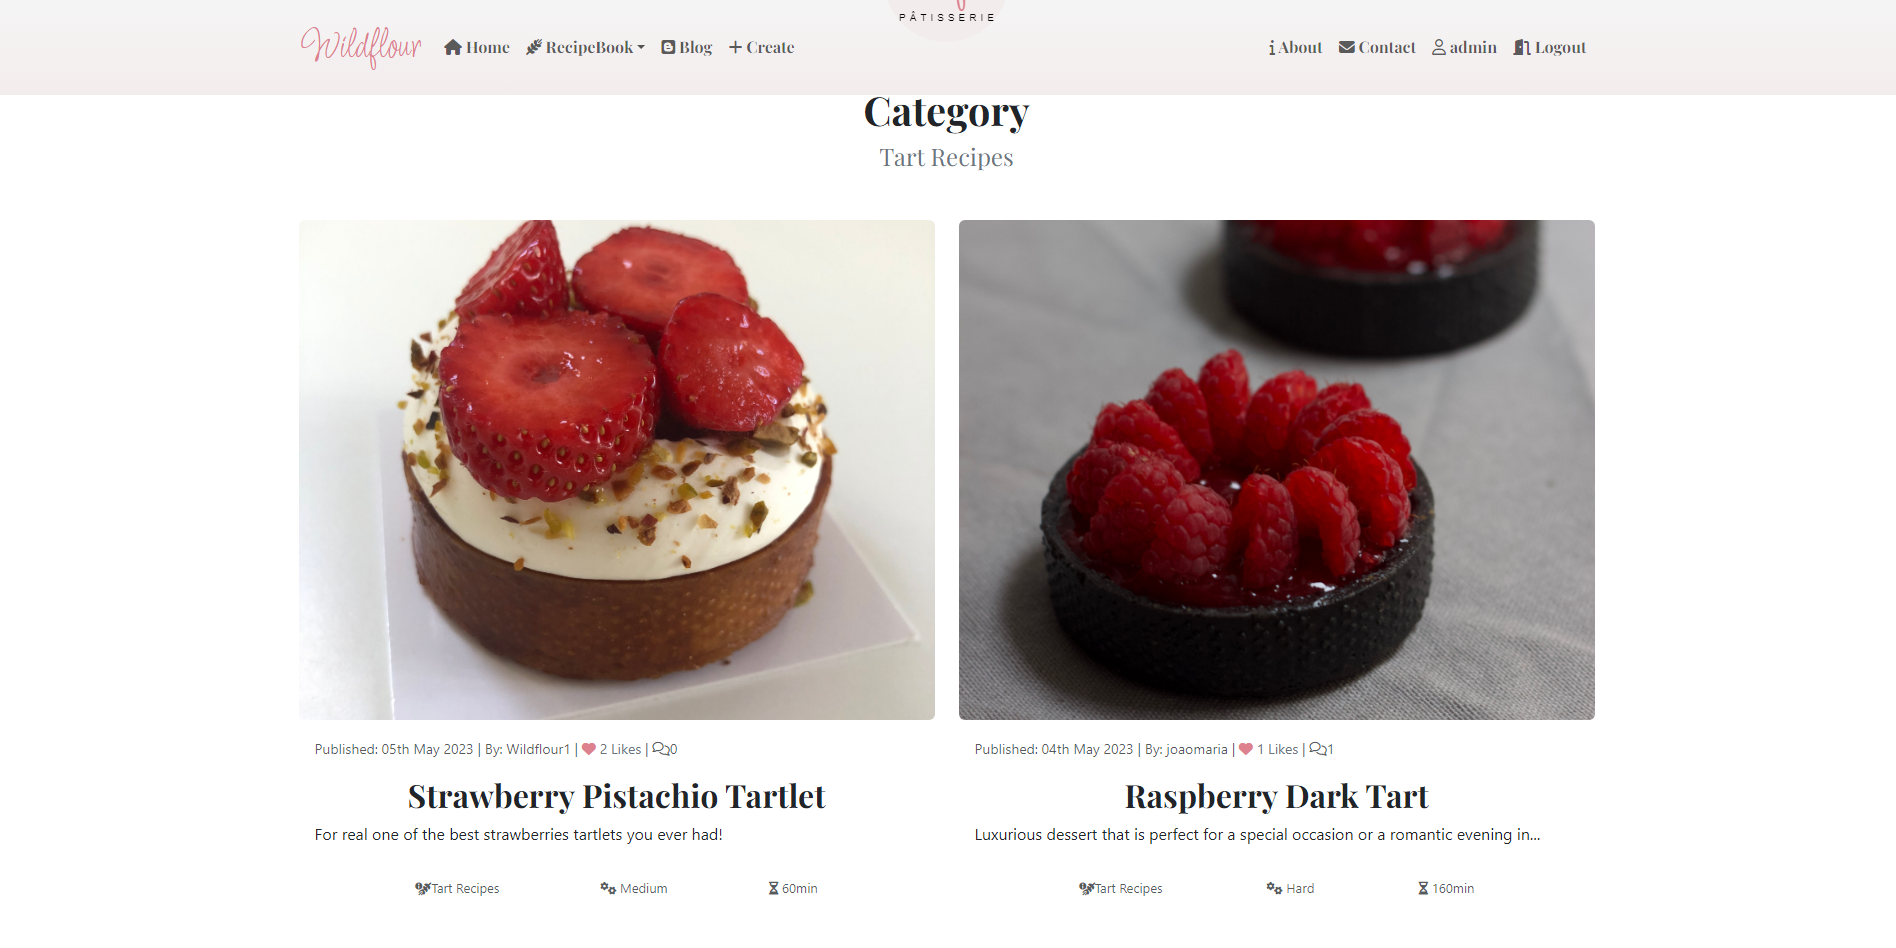 PÂTISSERIE
Wildflour Home RecipeBook Blog Create About Contact admin Logout
Category
Tart Recipes
Published: 05th May 2023 | By: Wildflour1 | 2 Likes | 0
Strawberry Pistachio Tartlet
For real one of the best strawberries tartlets you ever had!
Tart Recipes Medium 60min
Published: 04th May 2023 | By: joaomaria | 1 Likes | 1
Raspberry Dark Tart
Luxurious dessert that is perfect for a special occasion or a romantic evening in...
Tart Recipes Hard 160min